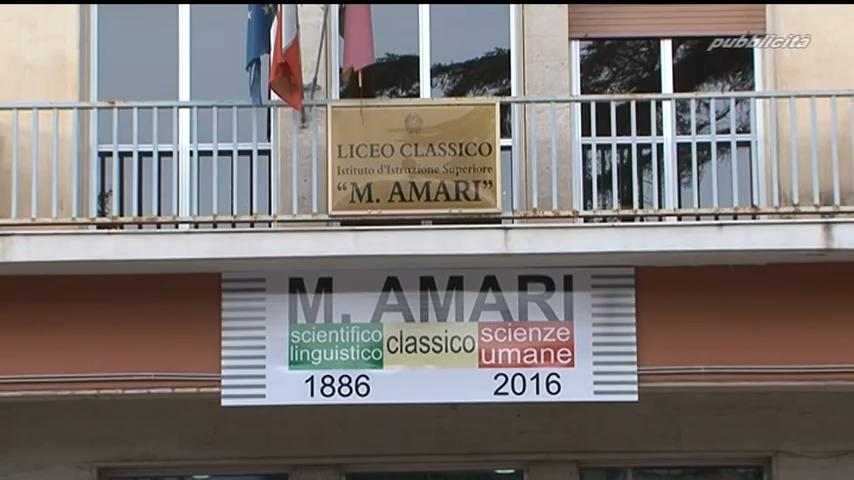 pubblicità
LICEO CLASSICO
Istituto d'Istruzione Superiore
"M. AMARI"
M. AMARI
scientifico
linguistico
classico
scienze
umane
1886
2016